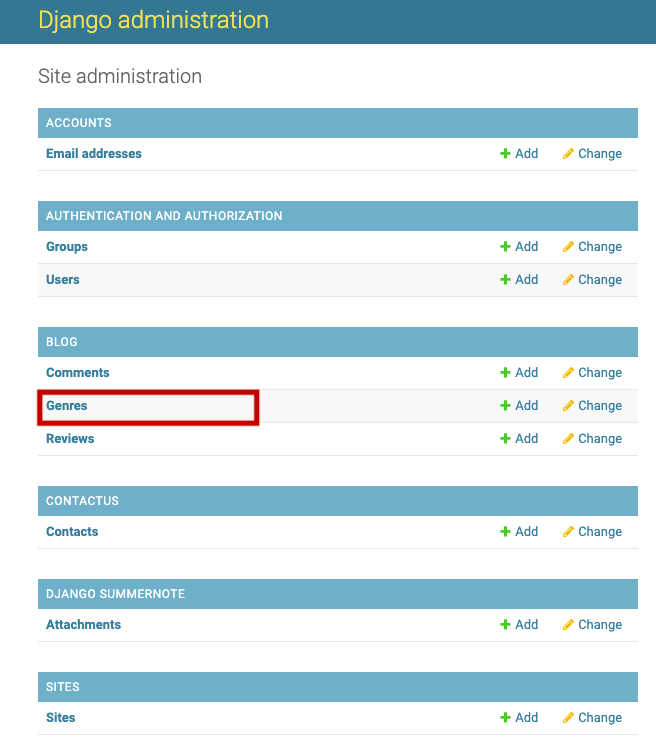 Django administration
Site administration
ACCOUNTS
Email addresses Add Change
AUTHENTICATION AND AUTHORIZATION
Groups Add Change
Users Add Change
BLOG
Comments Add Change
Genres Add Change
Reviews Add Change
CONTACTUS
Contacts Add Change
DJANGO SUMMERNOTE
Attachments Add Change
SITES
Sites Add Change